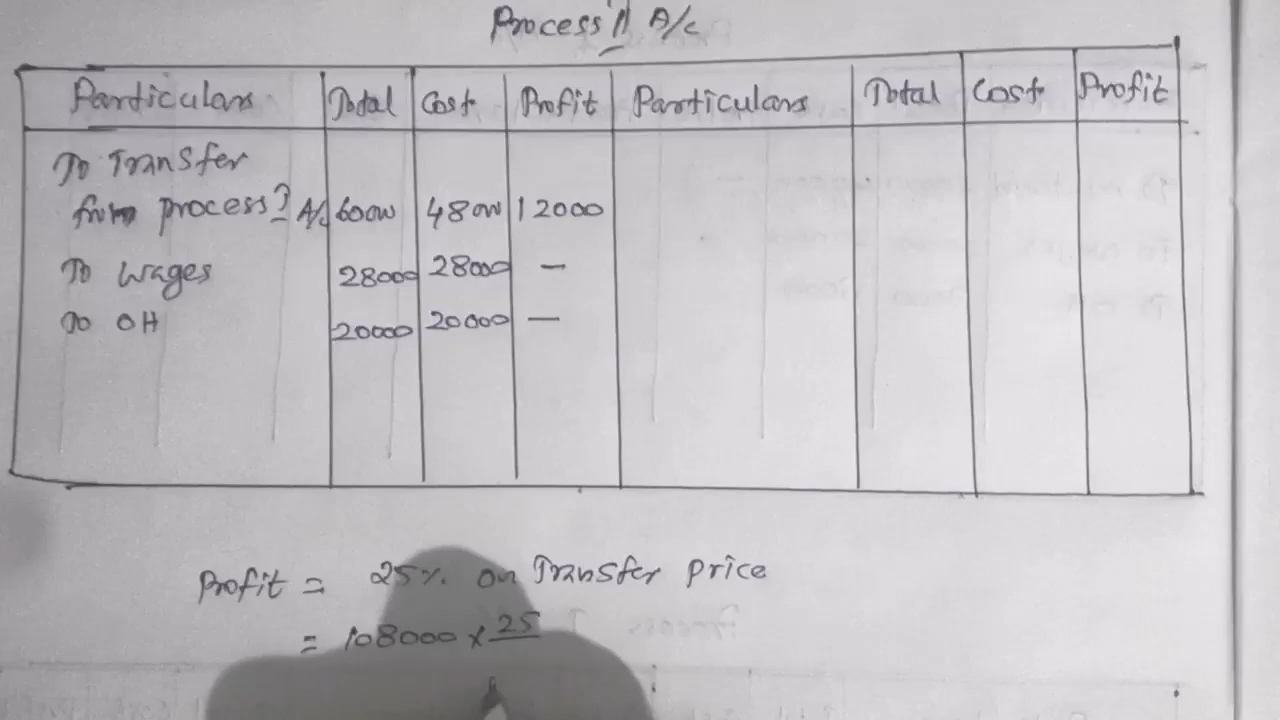 Process II A/c
Particulars Total Cost Profit Particulars Total Cost Profit
To Transfer
from process I A/c 60000 48000 12000
To wages 28000 28000 —
To OH 20000 20000 —
Profit = 25% on Transfer price
= 108000 x 25